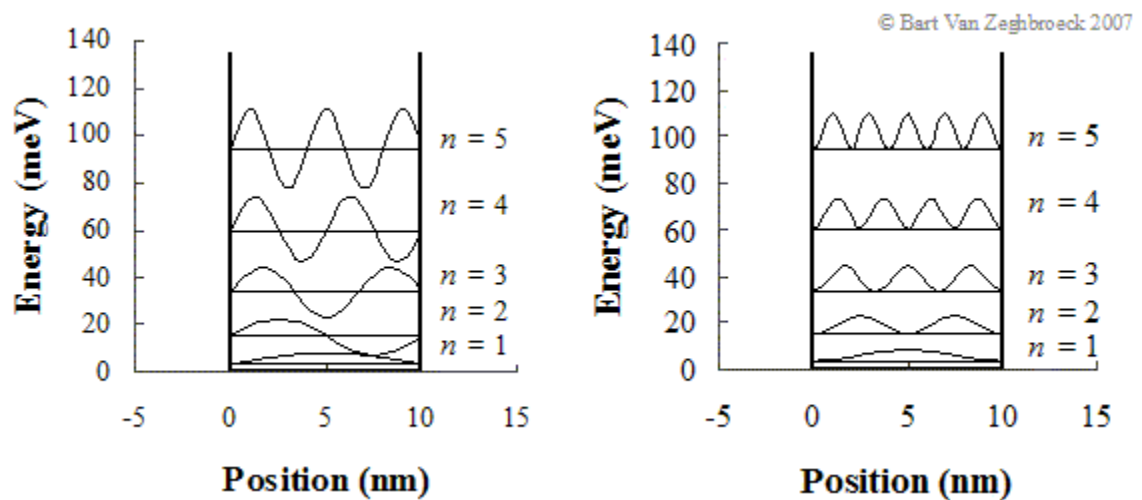 © Bart Van Zeghbroeck 2007
140
120
100
80
60
40
20
0
Energy (meV)
n = 5
n = 4
n = 3
n = 2
n = 1
-5
0
5
10
15
Position (nm)
140
120
100
80
60
40
20
0
Energy (meV)
n = 5
n = 4
n = 3
n = 2
n = 1
-5
0
5
10
15
Position (nm)